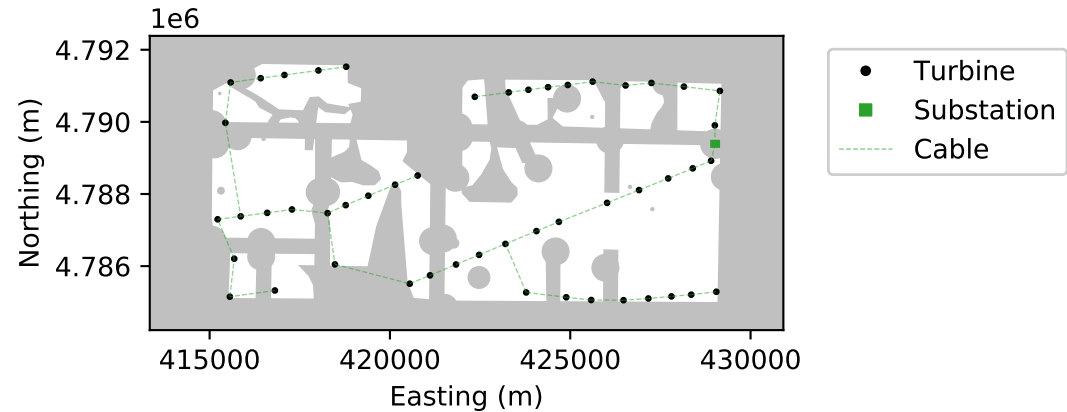 1e6
4.792
4.790
4.788
4.786
Northing (m)
415000 420000 425000 430000
Easting (m)
Turbine
Substation
Cable